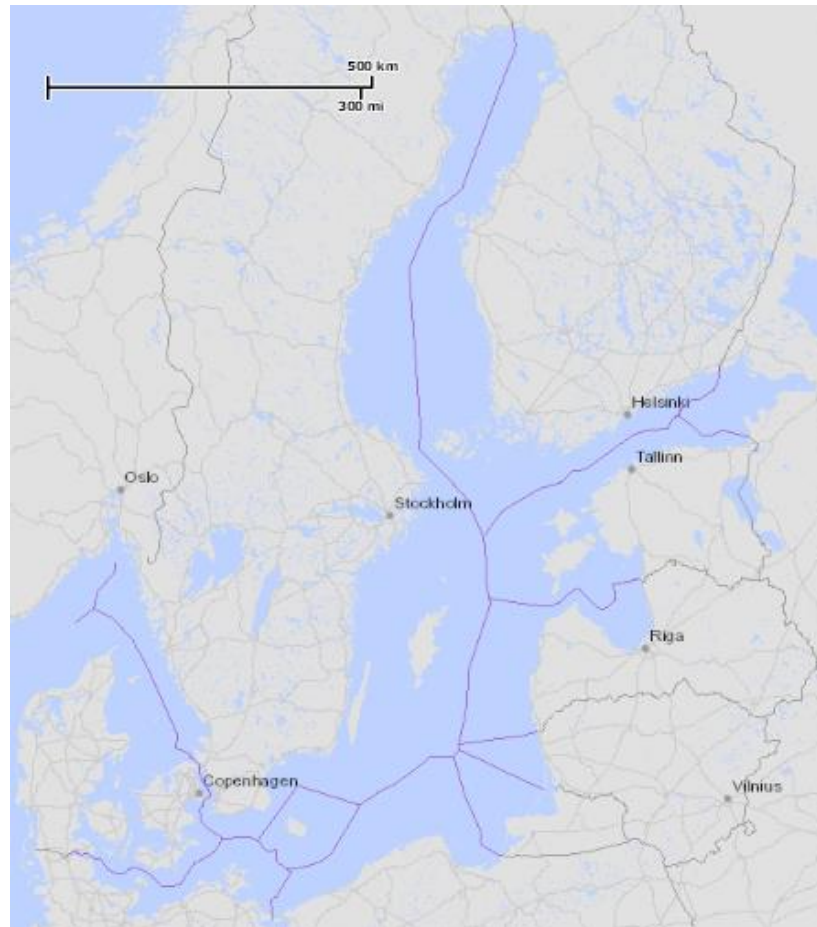 500 km
300 mi
Helsinki
Tallinn
Oslo
Stockholm
Riga
Copenhagen
Vilnius